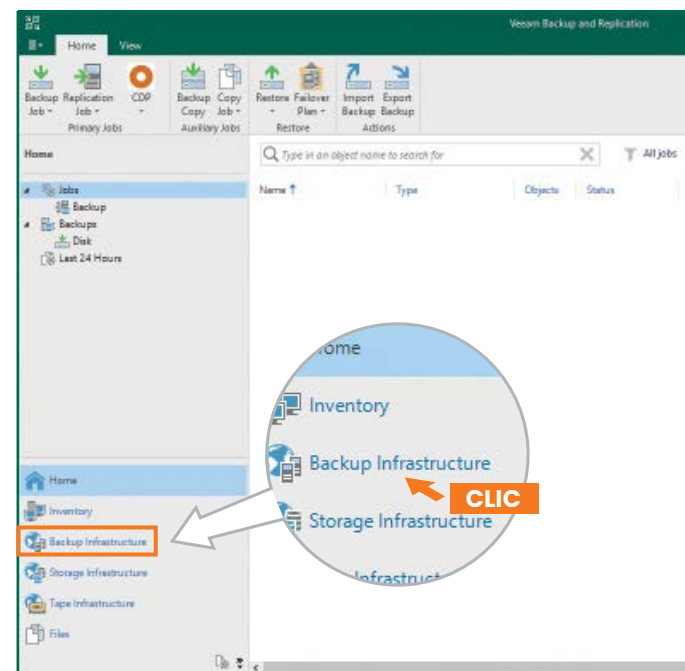 Veeam Backup and Replication
Home View
Backup Job
Replication Job
CDP
Backup Copy
Copy Job
Restore
Failover Plan
Import Backup
Export Backup
Primary Jobs
Auxiliary Jobs
Restore
Actions
Home
Type in an object name to search for
All jobs
Name
Type
Objects
Status
Jobs
Backup
Backups
Disk
Last 24 Hours
ome
Inventory
Backup Infrastructure
CLIC
Storage Infrastructure
Infrastruct
Home
Inventory
Backup Infrastructure
Storage Infrastructure
Tape Infrastructure
Files